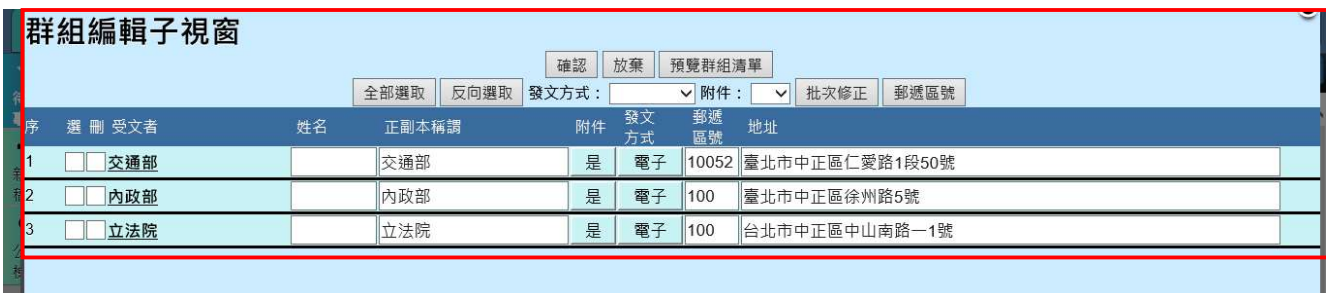 群組編輯子視窗
確認 放棄 預覽群組清單
全部選取 反向選取 發文方式： 附件： 批次修正 郵遞區號
序 選 刪 受文者 姓名 正副本稱謂 附件 發文方式 郵遞區號 地址
1 交通部 交通部 是 電子 10052 臺北市中正區仁愛路1段50號
2 內政部 內政部 是 電子 100 臺北市中正區徐州路5號
3 立法院 立法院 是 電子 100 台北市中正區中山南路一1號